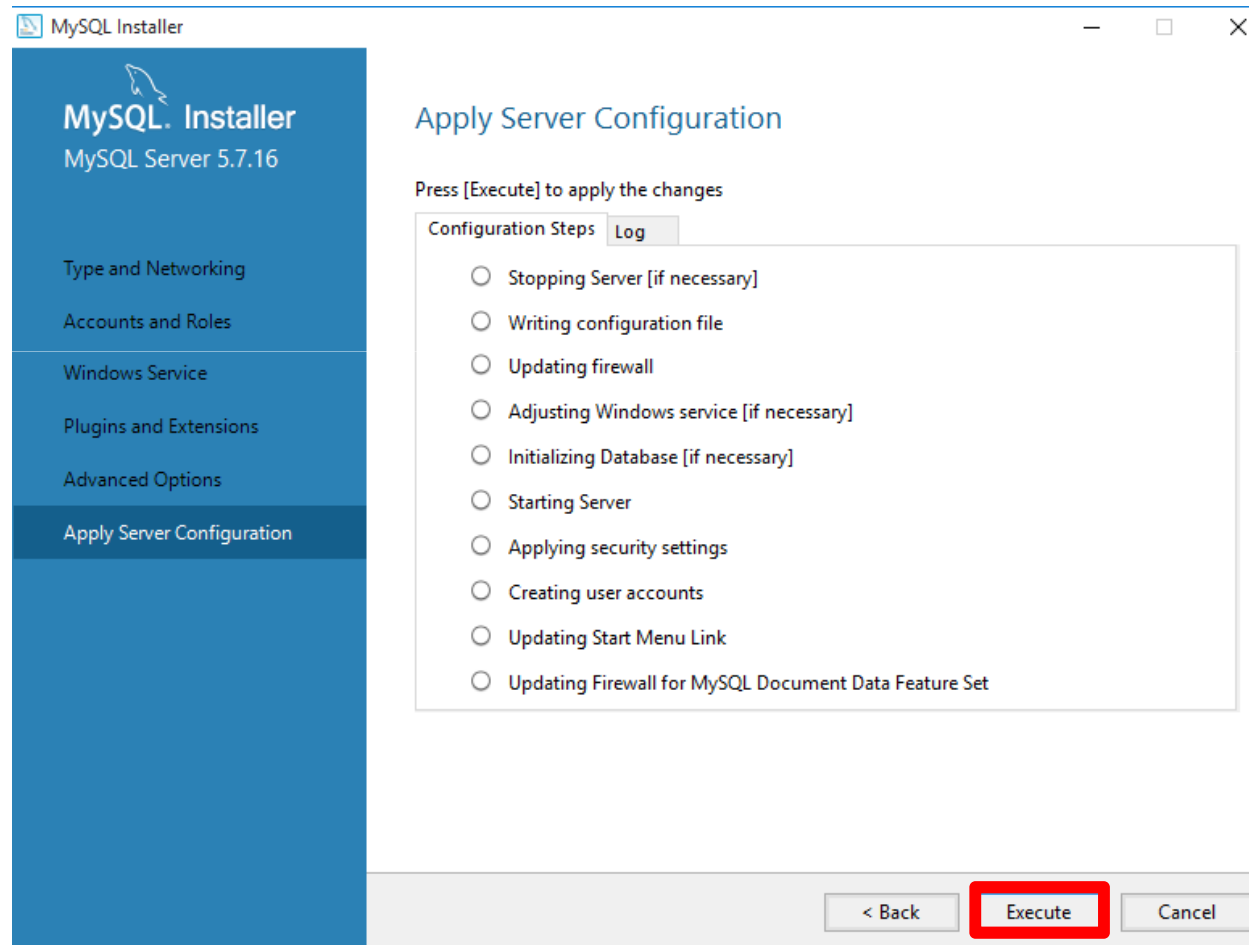 MySQL Installer
MySQL. Installer
MySQL Server 5.7.16
Type and Networking
Accounts and Roles
Windows Service
Plugins and Extensions
Advanced Options
Apply Server Configuration
Apply Server Configuration
Press [Execute] to apply the changes
Configuration Steps Log
Stopping Server [if necessary]
Writing configuration file
Updating firewall
Adjusting Windows service [if necessary]
Initializing Database [if necessary]
Starting Server
Applying security settings
Creating user accounts
Updating Start Menu Link
Updating Firewall for MySQL Document Data Feature Set
< Back Execute Cancel